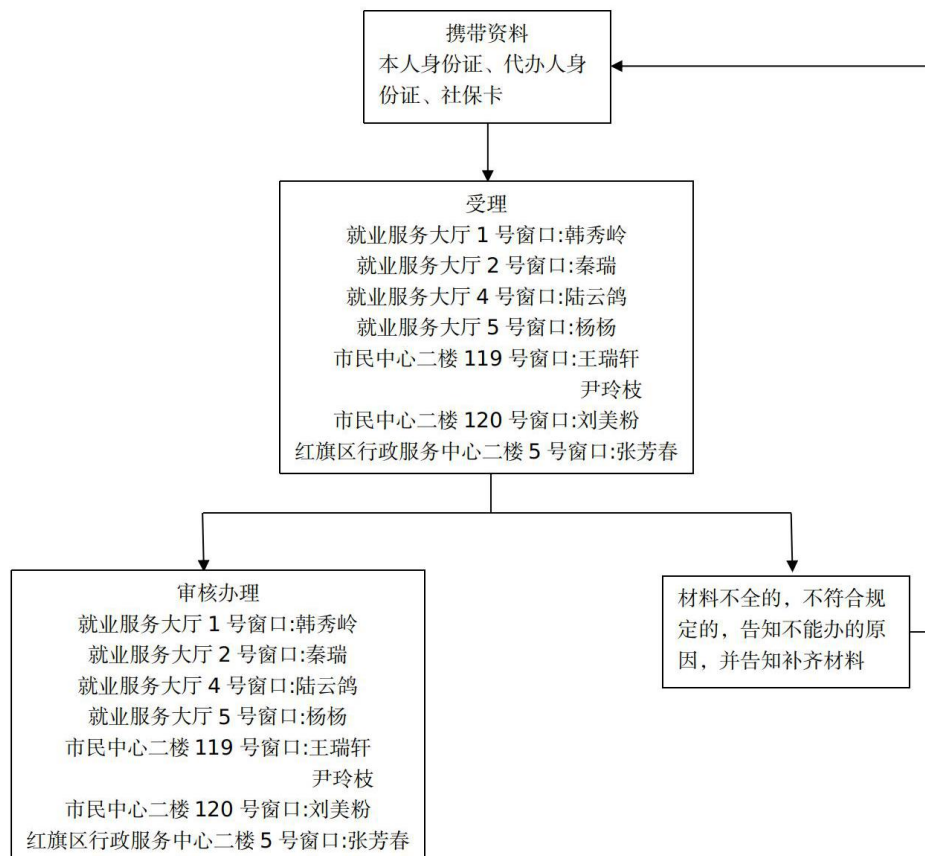 携带资料
本人身份证、代办人身
份证、社保卡
受理
就业服务大厅 1 号窗口:韩秀岭
就业服务大厅 2 号窗口:秦瑞
就业服务大厅 4 号窗口:陆云鸽
就业服务大厅 5 号窗口:杨杨
市民中心二楼 119 号窗口:王瑞轩
尹玲枝
市民中心二楼 120 号窗口:刘美粉
红旗区行政服务中心二楼 5 号窗口:张芳春
审核办理
就业服务大厅 1 号窗口:韩秀岭
就业服务大厅 2 号窗口:秦瑞
就业服务大厅 4 号窗口:陆云鸽
就业服务大厅 5 号窗口:杨杨
市民中心二楼 119 号窗口:王瑞轩
尹玲枝
市民中心二楼 120 号窗口:刘美粉
红旗区行政服务中心二楼 5 号窗口:张芳春
材料不全的，不符合规
定的，告知不能办的原
因，并告知补齐材料